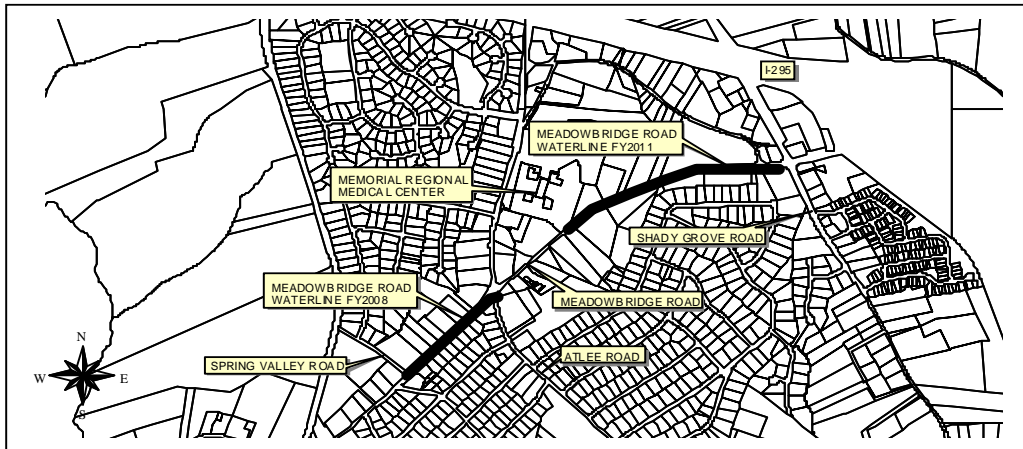 I-295
MEADOWBRIDGE ROAD
WATERLINE FY2011
MEMORIAL REGIONAL
MEDICAL CENTER
SHADY GROVE ROAD
MEADOWBRIDGE ROAD
WATERLINE FY2008
MEADOWBRIDGE ROAD
ATLEE ROAD
SPRING VALLEY ROAD
N
W
E
S